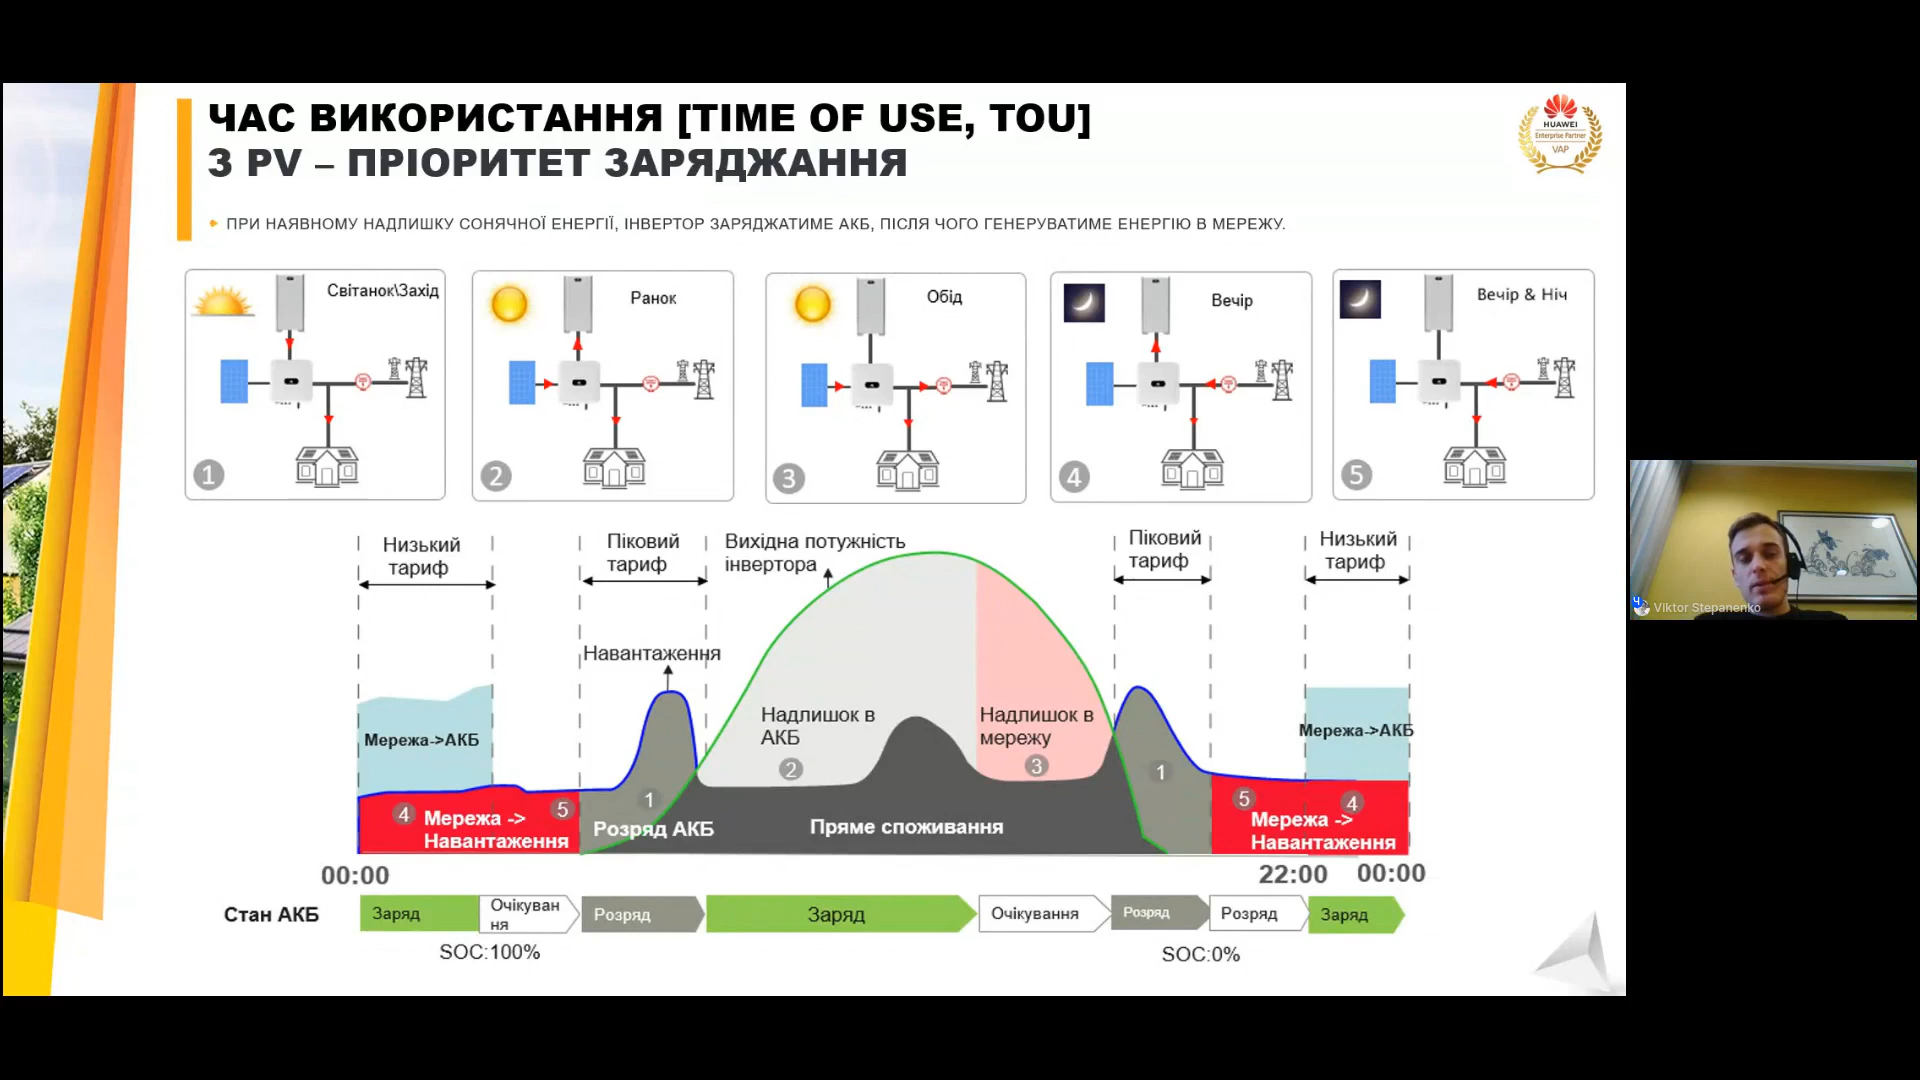 ЧАС ВИКОРИСТАННЯ [TIME OF USE, TOU]
З PV – ПРІОРИТЕТ ЗАРЯДЖАННЯ
ПРИ НАЯВНОМУ НАДЛИШКУ СОНЯЧНОЇ ЕНЕРГІЇ, ІНВЕРТОР ЗАРЯДЖАТИМЕ АКБ, ПІСЛЯ ЧОГО ГЕНЕРУВАТИМЕ ЕНЕРГІЮ В МЕРЕЖУ.
HUAWEI
Enterprise Partner
VAP
Світанок\Захід
1
Ранок
2
Обід
3
Вечір
4
Вечір & Ніч
5
Низький
тариф
Піковий
тариф
Вихідна потужність
інвертора
Піковий
тариф
Низький
тариф
Навантаження
Мережа->АКБ
Надлишок в
АКБ
2
Надлишок в
мережу
3
Мережа->АКБ
4
Мережа ->
Навантаження
5
1
Розряд АКБ
Пряме споживання
1
5
4
Мережа ->
Навантаження
00:00
22:00
00:00
Стан АКБ
Заряд
Очікуван
ня
Розряд
Заряд
Очікування
Розряд
Розряд
Заряд
SOC:100%
SOC:0%
Viktor Stepanenko